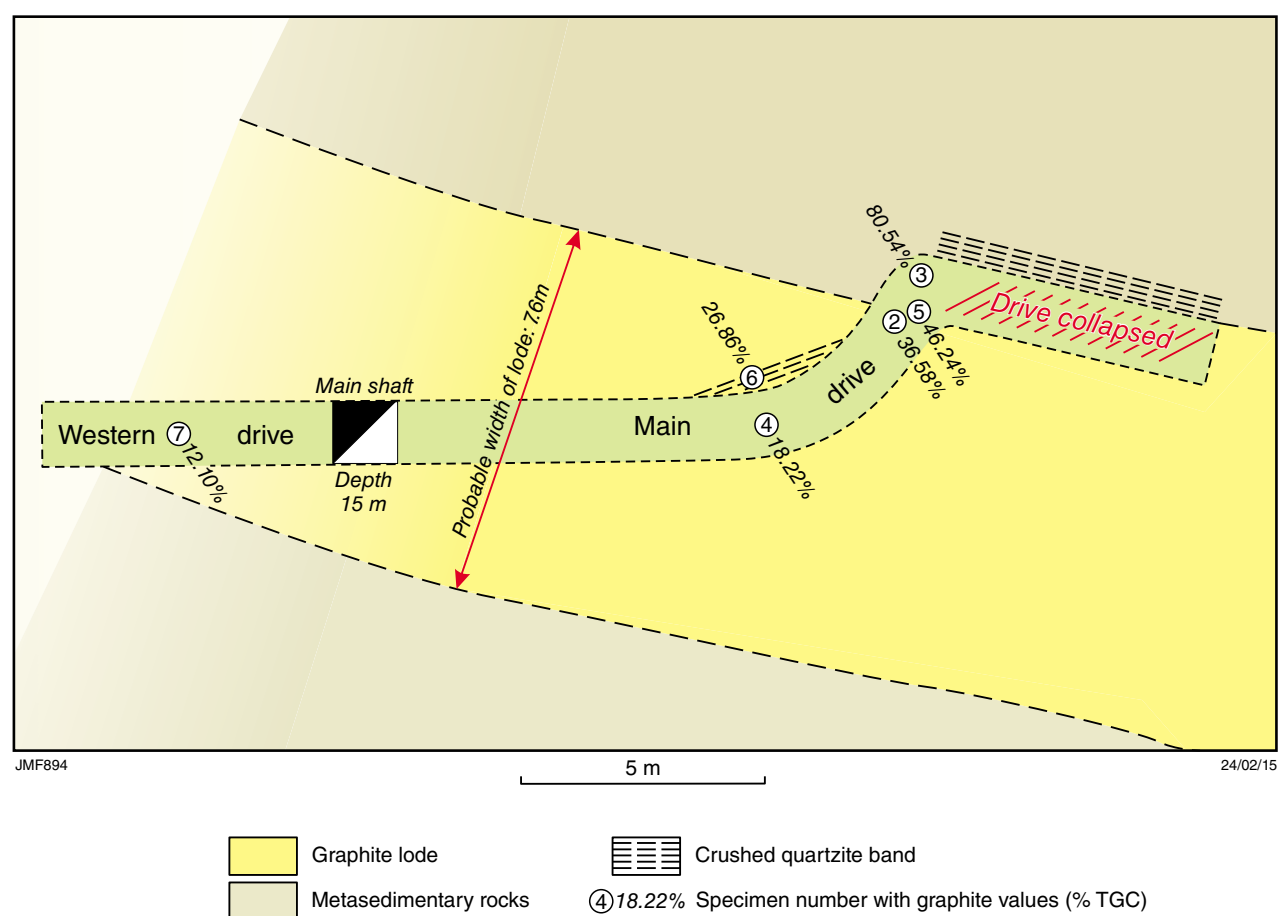 80.54%
3
Drive collapsed
5
2
46.24%
36.58%
Probable width of lode: 7.6m
26.86%
6
drive
Main shaft
Western
7
drive
Main
4
12.10%
18.22%
Depth
15 m
JMF894
24/02/15
5 m
Graphite lode
Crushed quartzite band
Metasedimentary rocks
4 18.22% Specimen number with graphite values (% TGC)